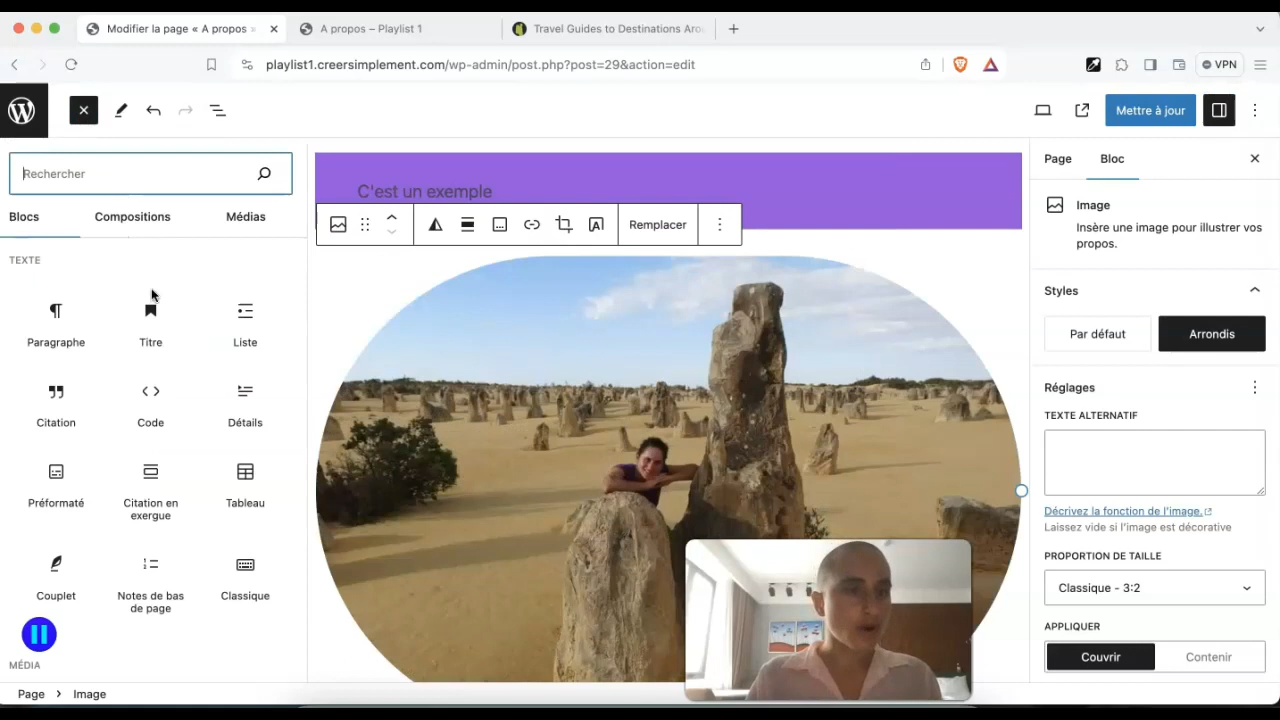 Modifier la page « A propos »
A propos – Playlist 1
Travel Guides to Destinations Aro
playlist1.creersimplement.com/wp-admin/post.php?post=29&action=edit
VPN
Mettre à jour
Rechercher
Blocs
Compositions
Médias
TEXTE
Paragraphe
Titre
Liste
Citation
Code
Détails
Préformaté
Citation en
exergue
Tableau
Couplet
Notes de bas
de page
Classique
MÉDIA
Page
Image
C'est un exemple
Remplacer
Page
Bloc
Image
Insère une image pour illustrer vos
propos.
Styles
Par défaut
Arrondis
Réglages
TEXTE ALTERNATIF
Décrivez la fonction de l'image.
Laissez vide si l'image est décorative
PROPORTION DE TAILLE
Classique - 3:2
APPLIQUER
Couvrir
Contenir